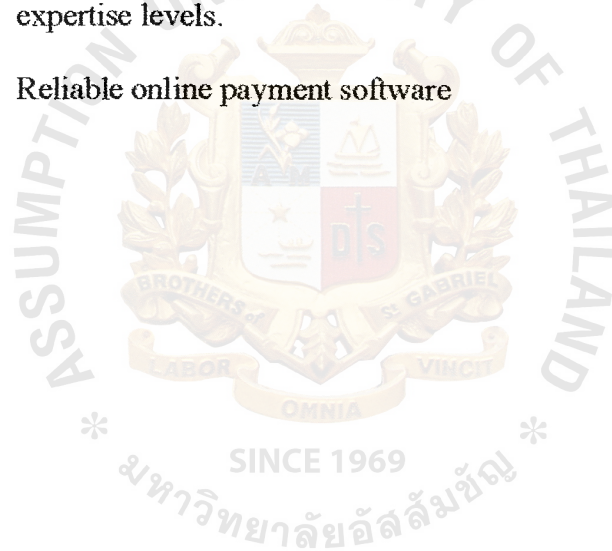 expertise levels.
Reliable online payment software
ASSUMPTION UNIVERSITY OF THAILAND
A M
D S
BROTHERS of St GABRIEL
LABOR OMNIA VINCIT
* SINCE 1969 *
มหาวิทยาลัยอัสสัมชัญ